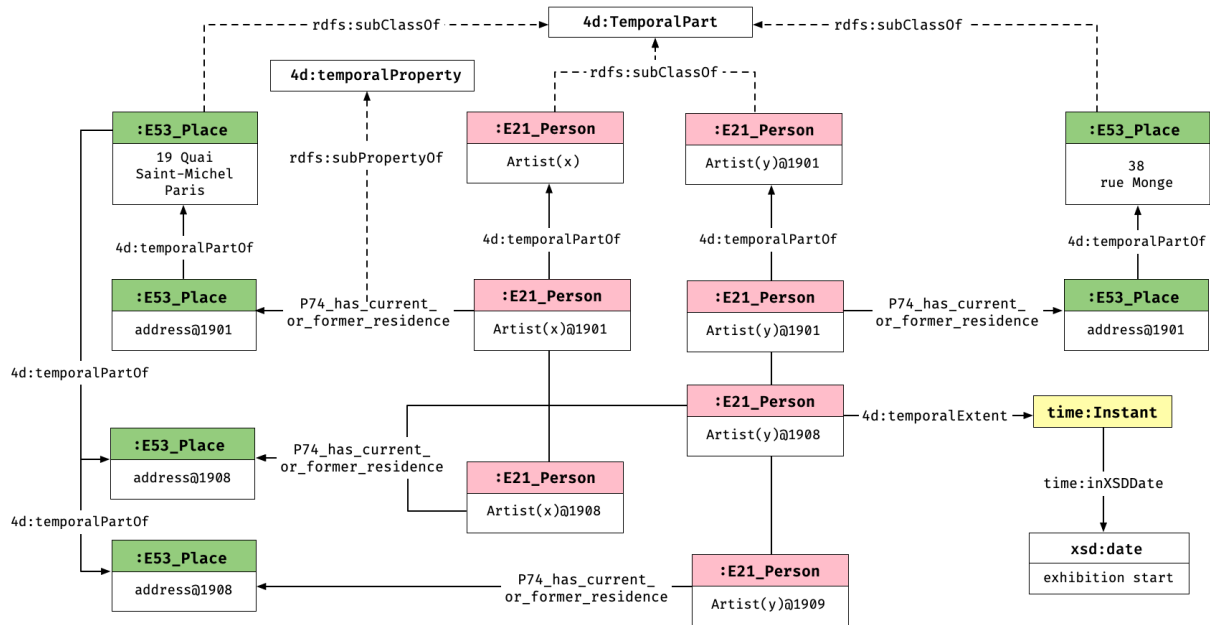 4d:TemporalPart
rdfs:subClassOf
rdfs:subClassOf
rdfs:subClassOf
4d:temporalProperty
rdfs:subPropertyOf
:E53_Place
19 Quai
Saint-Michel
Paris
:E21_Person
Artist(x)
:E21_Person
Artist(y)@1901
:E53_Place
38
rue Monge
4d:temporalPartOf
4d:temporalPartOf
4d:temporalPartOf
4d:temporalPartOf
:E53_Place
address@1901
P74_has_current_
or_former_residence
:E21_Person
Artist(x)@1901
:E21_Person
Artist(y)@1901
P74_has_current_
or_former_residence
:E53_Place
address@1901
4d:temporalPartOf
:E21_Person
Artist(y)@1908
4d:temporalExtent
time:Instant
:E53_Place
address@1908
P74_has_current_
or_former_residence
:E21_Person
Artist(x)@1908
time:inXSDDate
4d:temporalPartOf
:E53_Place
address@1908
P74_has_current_
or_former_residence
:E21_Person
Artist(y)@1909
xsd:date
exhibition start